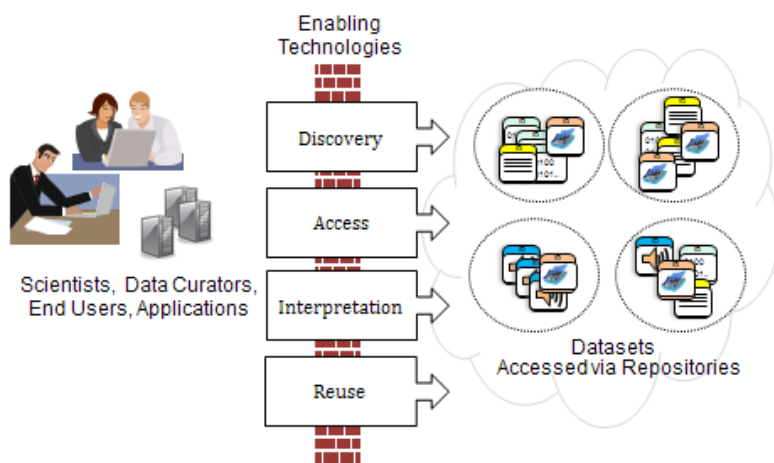 Enabling
Technologies
Discovery
Access
Interpretation
Reuse
Scientists, Data Curators,
End Users, Applications
Datasets
Accessed via Repositories